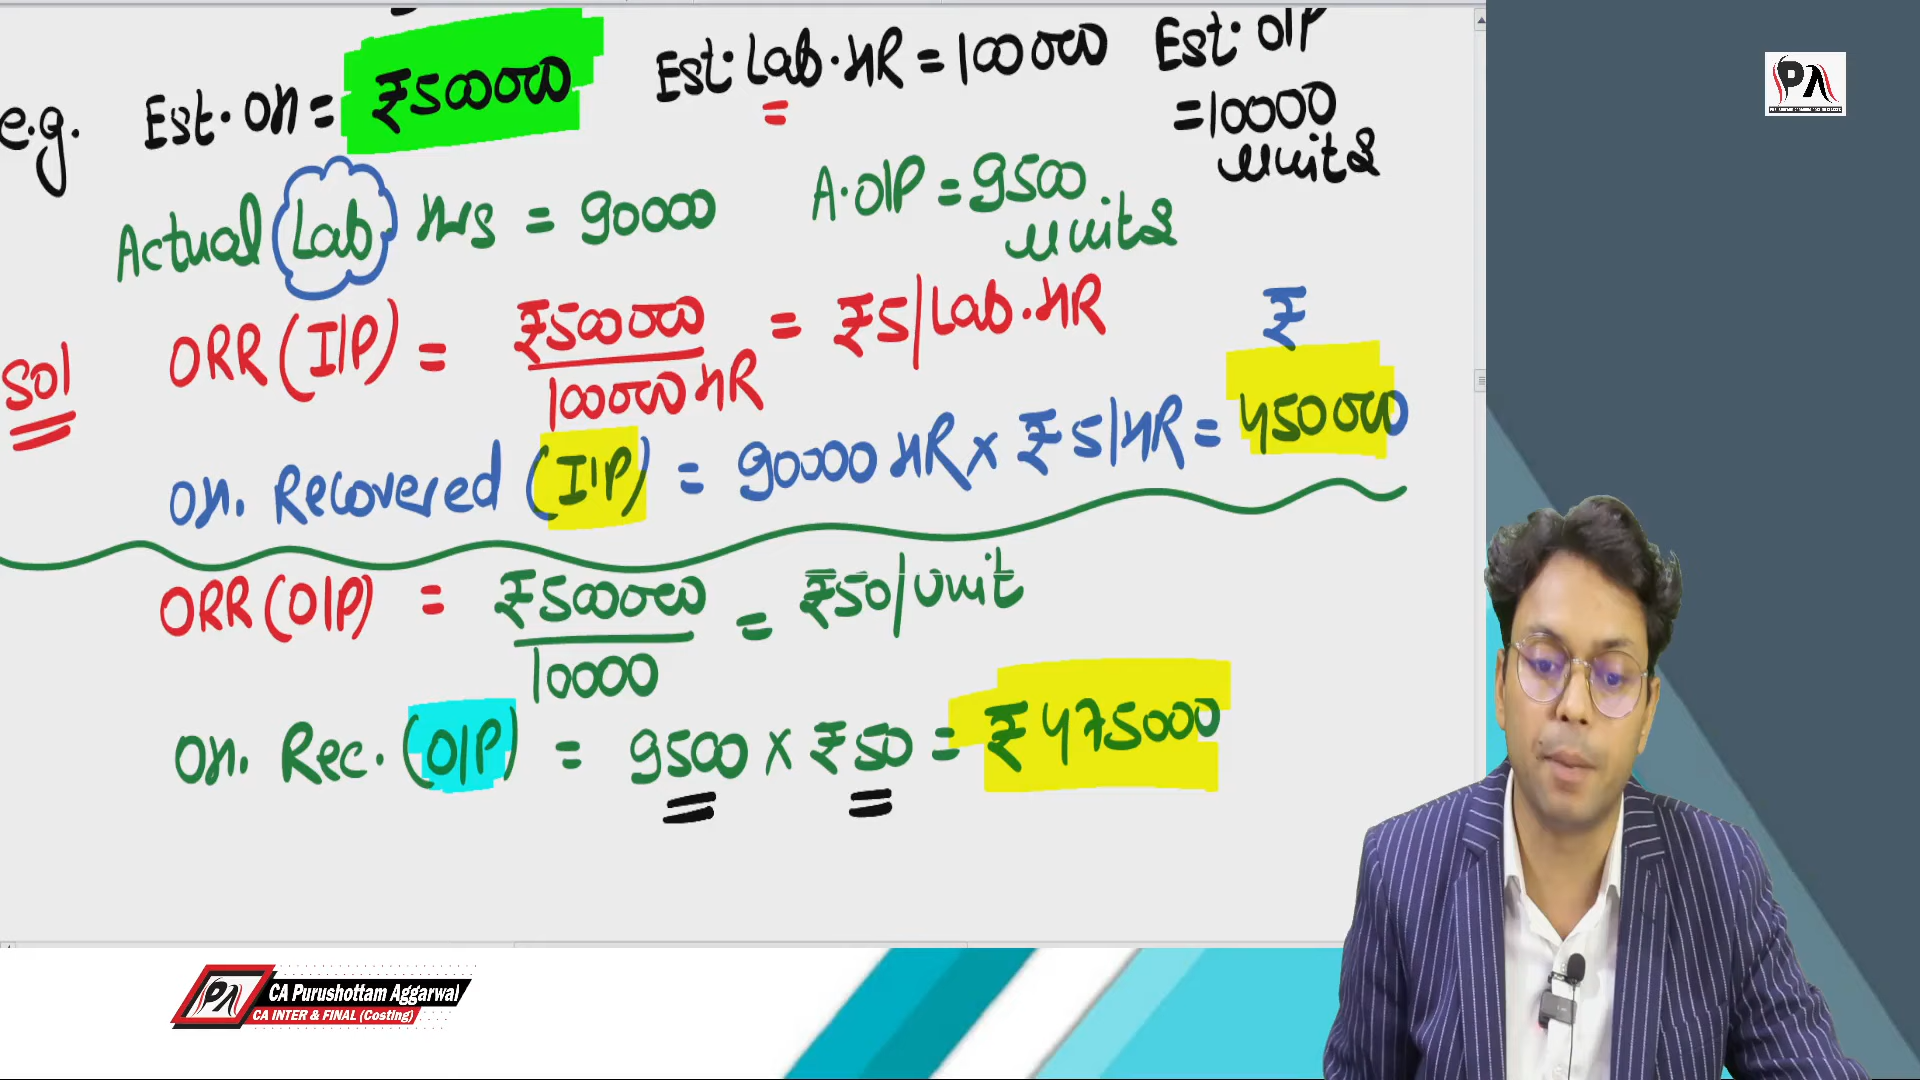 e.g. Est. OH = ₹500000 Est. Lab. HR = 100000 Est. O/P = 10000 units
Actual Lab. Hrs = 90000 A.O/P = 9500 units
Sol ORR (I/P) = ₹500000 / 100000 HR = ₹5/Lab.HR
OH. Recovered (I/P) = 90000 HR x ₹5/HR = ₹ 450000
ORR (O/P) = ₹500000 / 10000 = ₹50/unit
OH. Rec. (O/P) = 9500 x ₹50 = ₹475000
PA
PA
CA Purushottam Aggarwal
CA INTER & FINAL (Costing)